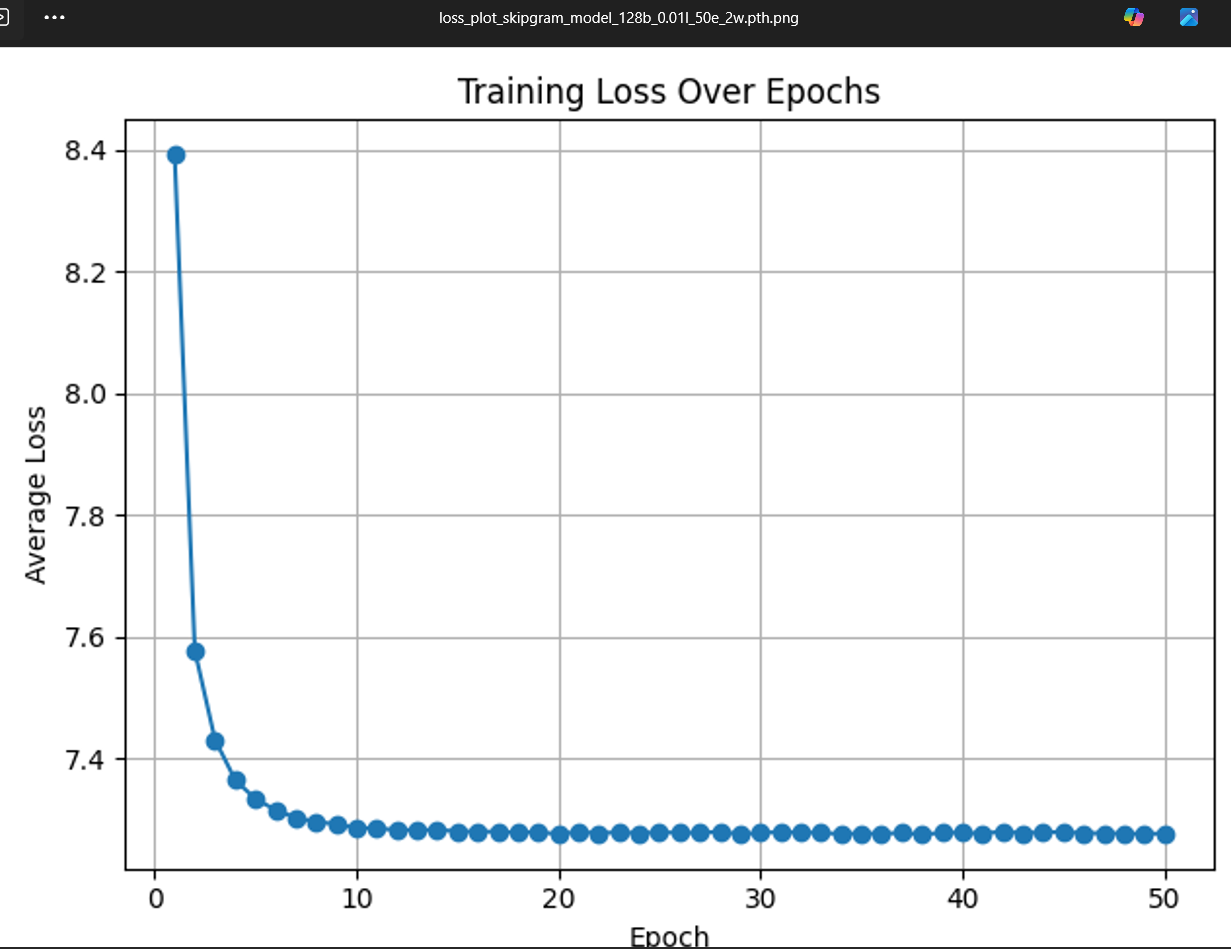 loss_plot_skipgram_model_128b_0.01l_50e_2w.pth.png
Training Loss Over Epochs
8.4
8.2
8.0
7.8
7.6
7.4
Average Loss
0 10 20 30 40 50
Epoch